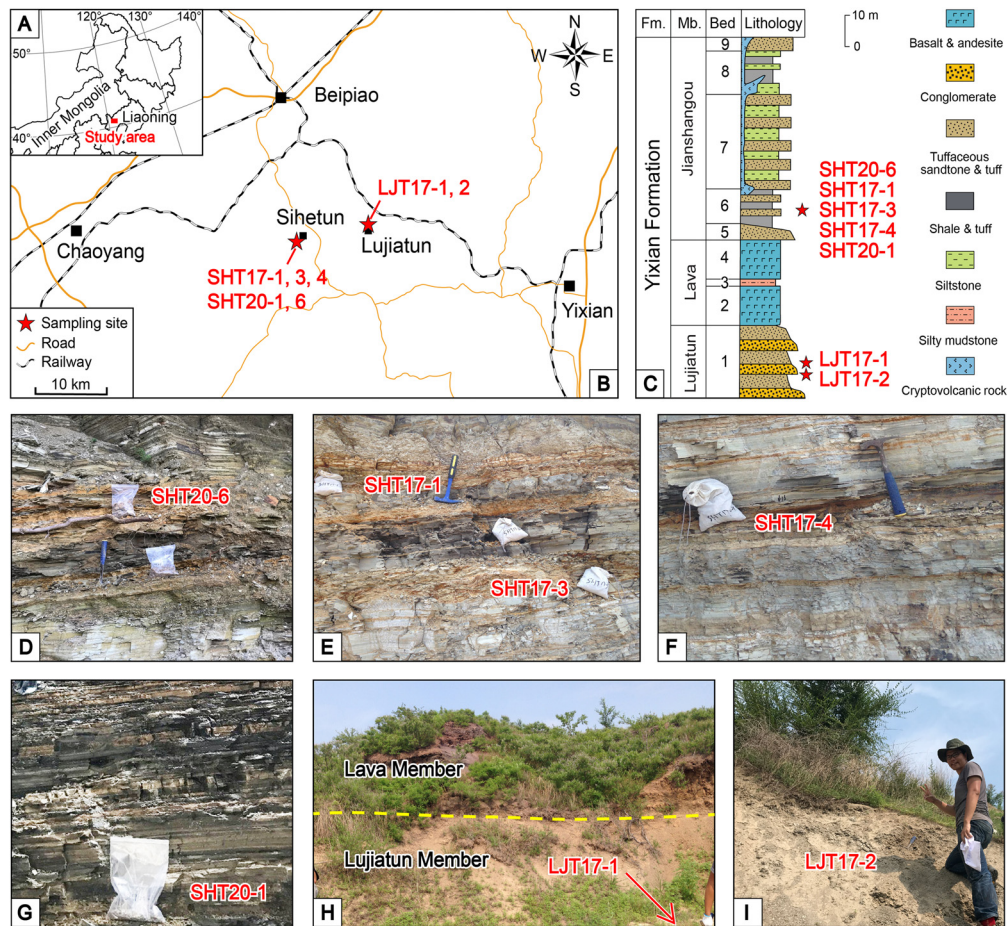 A
140°
120°
130°
50°
40°
Inner Mongolia
Liaoning
Study area
120°
130°
N
W E
S
Beipiao
LJT17-1, 2
Sihetun
Lujiatun
Chaoyang
SHT17-1, 3, 4
SHT20-1, 6
Yixian
Sampling site
Road
Railway
10 km
B
Fm. Mb. Bed Lithology
Yixian Formation
Jianshangou
Lava
Lujiatun
9
8
7
6
5
4
3
2
1
10 m
0
SHT20-6
SHT17-1
SHT17-3
SHT17-4
SHT20-1
LJT17-1
LJT17-2
C
Basalt & andesite
Conglomerate
Tuffaceous
sandtone & tuff
Shale & tuff
Siltstone
Silty mudstone
Cryptovolcanic rock
SHT20-6
D
SHT17-1
SHT17-3
E
SHT17-4
F
SHT20-1
G
Lava Member
Lujiatun Member
LJT17-1
H
LJT17-2
I